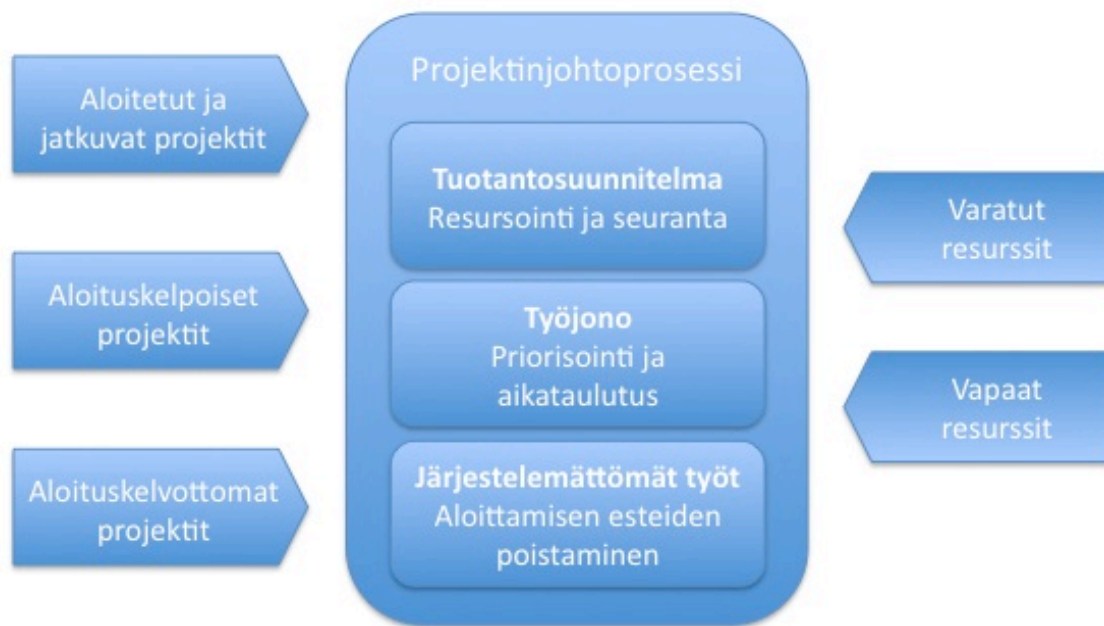 Aloitetut ja
jatkuvat projektit
Aloituskelpoiset
projektit
Aloituskelvottomat
projektit
Projektinjohtoprosessi
Tuotantosuunnitelma
Resursointi ja seuranta
Työjono
Priorisointi ja
aikataulutus
Järjestelemättömät työt
Aloittamisen esteiden
poistaminen
Varatut
resurssit
Vapaat
resurssit